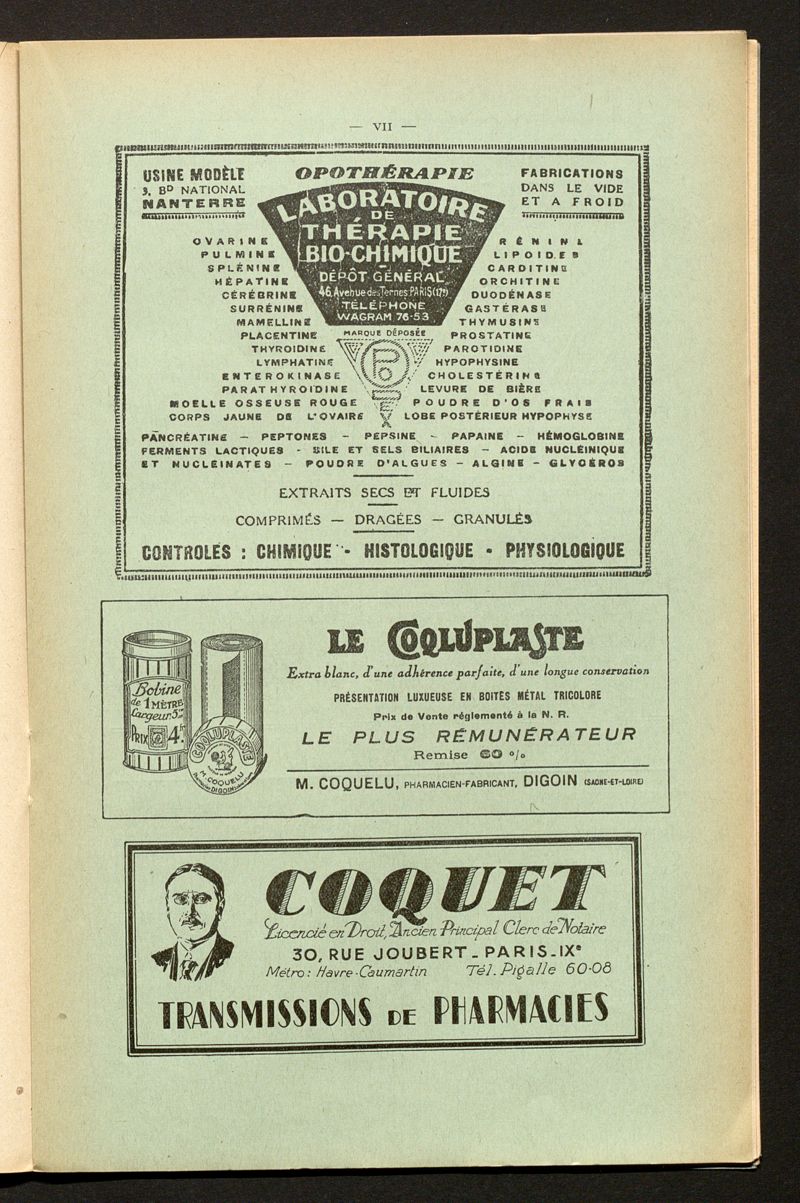 — VII —
USINE MODÈLE
3, BD NATIONAL
NANTERRE
OPOTHÉRAPIE
FABRICATIONS
DANS LE VIDE
ET A FROID
LABORATOIRE
DE
THÉRAPIE
BIO-CHIMIQUE
DÉPÔT GÉNÉRAL
46, Avenue des Ternes PARIS (17e)
TÉLÉPHONE
WAGRAM 76-53
MARQUE DÉPOSÉE
OVARINE
PULMINE
SPLÉNINE
HÉPATINE
CÉRÉBRINE
SURRÉNINE
MAMELLINE
PLACENTINE
THYROIDINE
LYMPHATINE
ENTEROKINASE
PARATHYROIDINE
MOELLE OSSEUSE ROUGE
CORPS JAUNE DE L'OVAIRE
RÉNINE
LIPOIDES
CARDITINE
ORCHITINE
DUODÉNASE
GASTÉRASE
THYMUSINE
PROSTATINE
PAROTIDINE
HYPOPHYSINE
CHOLESTÉRINE
LEVURE DE BIÈRE
POUDRE D'OS FRAIS
LOBE POSTÉRIEUR HYPOPHYSE
PANCRÉATINE — PEPTONES — PEPSINE - PAPAINE — HÉMOGLOBINE
FERMENTS LACTIQUES - BILE ET SELS BILIAIRES — ACIDE NUCLÉINIQUE
ET NUCLEINATES — POUDRE D'ALGUES — ALGINE - GLYCÉROS
EXTRAITS SECS ET FLUIDES
COMPRIMÉS — DRAGÉES — GRANULÉS
CONTROLES : CHIMIQUE - HISTOLOGIQUE - PHYSIOLOGIQUE
Bobine
de 1 MÈTRE
Largeur 5cm
PRIX 4f
COQLUPLASTE
M. COQUELU
DIGOIN
LE COQLUPLASTE
Extra blanc, d'une adhérence parfaite, d'une longue conservation
PRÉSENTATION LUXUEUSE EN BOITES MÉTAL TRICOLORE
Prix de Vente réglementé à la N. R.
LE PLUS RÉMUNÉRATEUR
Remise 60 %
M. COQUELU, PHARMACIEN-FABRICANT, DIGOIN (SAONE-ET-LOIRE)
COQUET
Licencié en Droit, Ancien Principal Clerc de Notaire
30, RUE JOUBERT - PARIS - IXe
Métro : Havre-Caumartin Tél. Pigalle 60-08
TRANSMISSIONS DE PHARMACIES